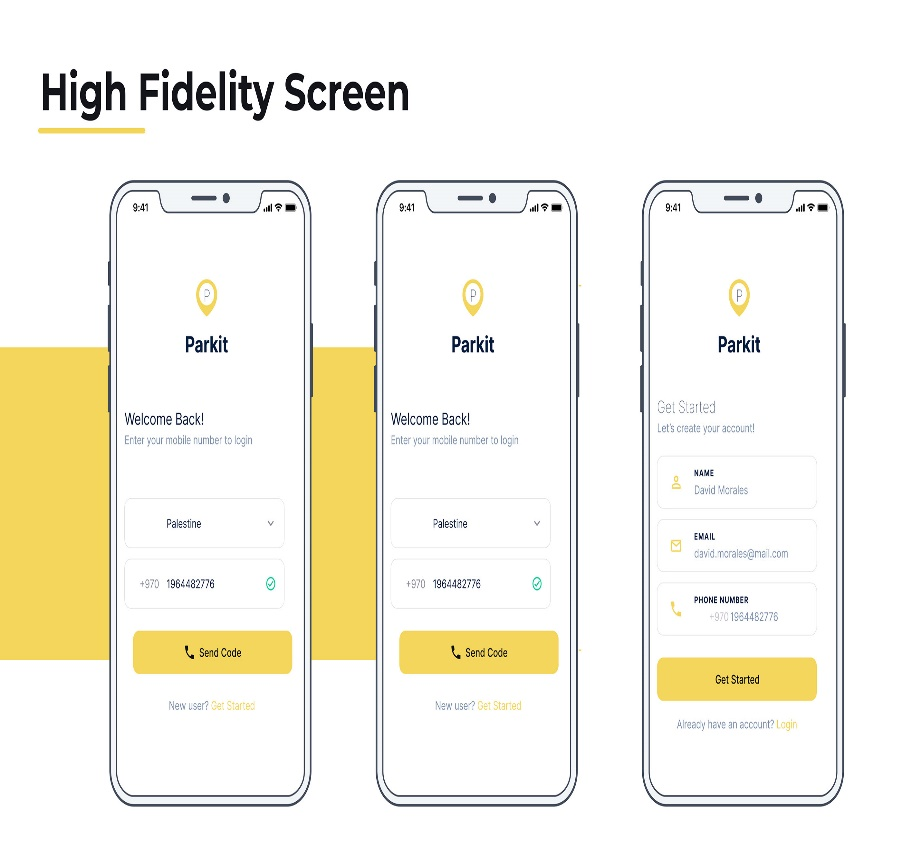 High Fidelity Screen
9:41
P
Parkit
Welcome Back!
Enter your mobile number to login
Palestine
+970 1964482776
Send Code
New user? Get Started
9:41
P
Parkit
Welcome Back!
Enter your mobile number to login
Palestine
+970 1964482776
Send Code
New user? Get Started
9:41
P
Parkit
Get Started
Let's create your account!
NAME
David Morales
EMAIL
david.morales@mail.com
PHONE NUMBER
+970 1964482776
Get Started
Already have an account? Login